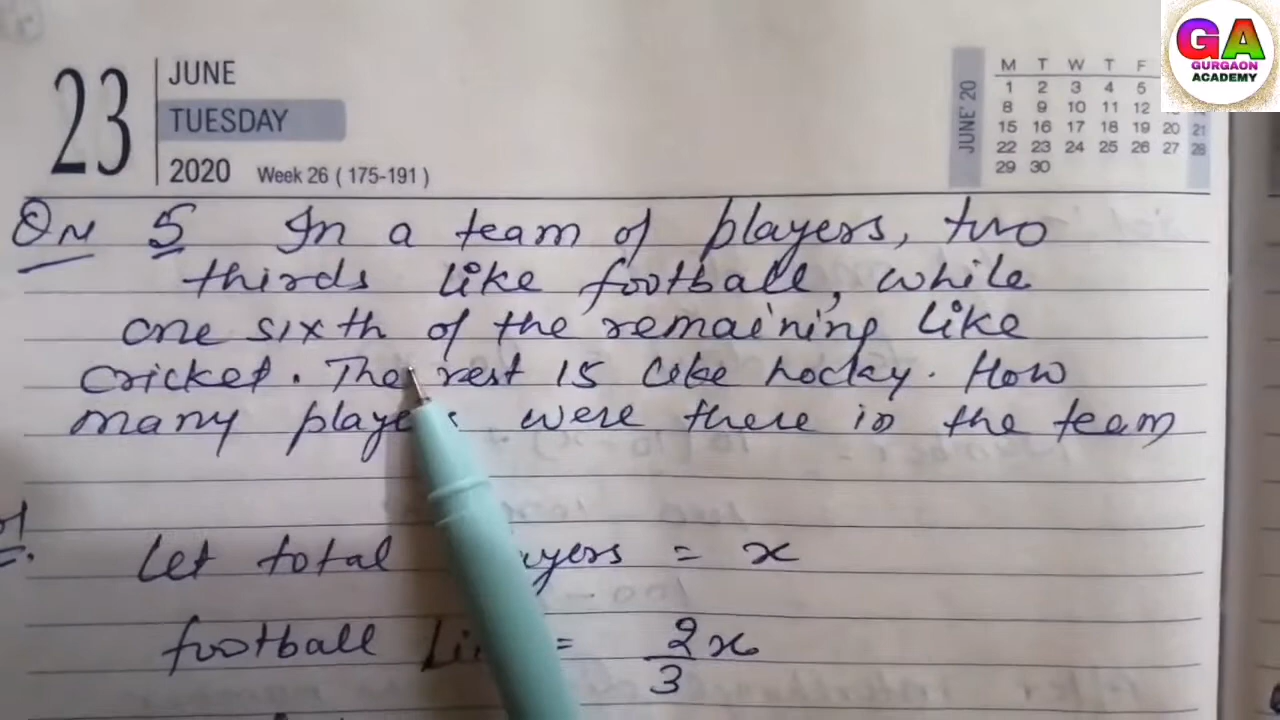 23
JUNE
TUESDAY
2020 Week 26 ( 175-191 )
JUNE' 20
M T W T F
1 2 3 4 5
8 9 10 11 12
15 16 17 18 19 20 21
22 23 24 25 26 27 28
29 30
GA
GURGAON
ACADEMY
QN 5 In a team of players, two
thirds like football, while
one sixth of the remaining like
cricket. The rest 15 like hockey. How
many players were there in the team
Let total = x
football = 2x
3